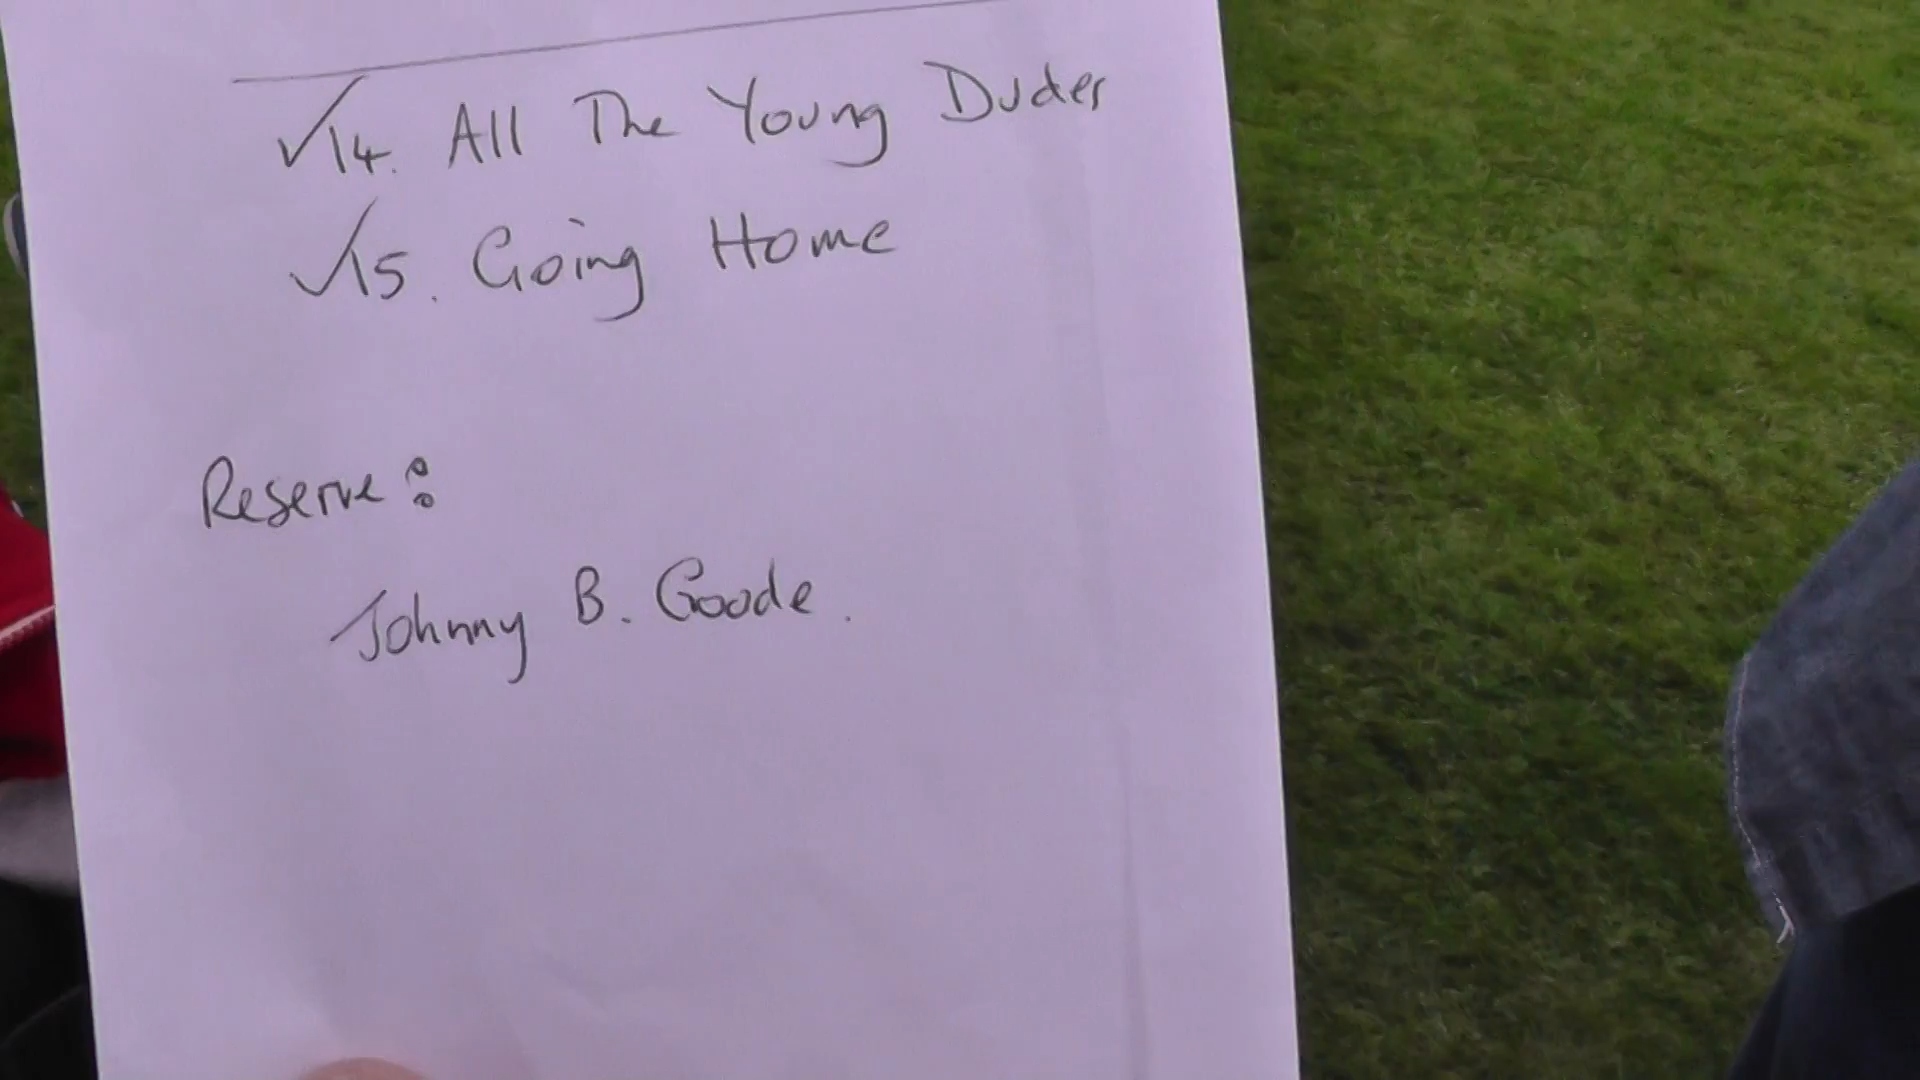 ✓14. All The Young Dudes
✓15. Going Home
Reserve:
Johnny B. Goode.